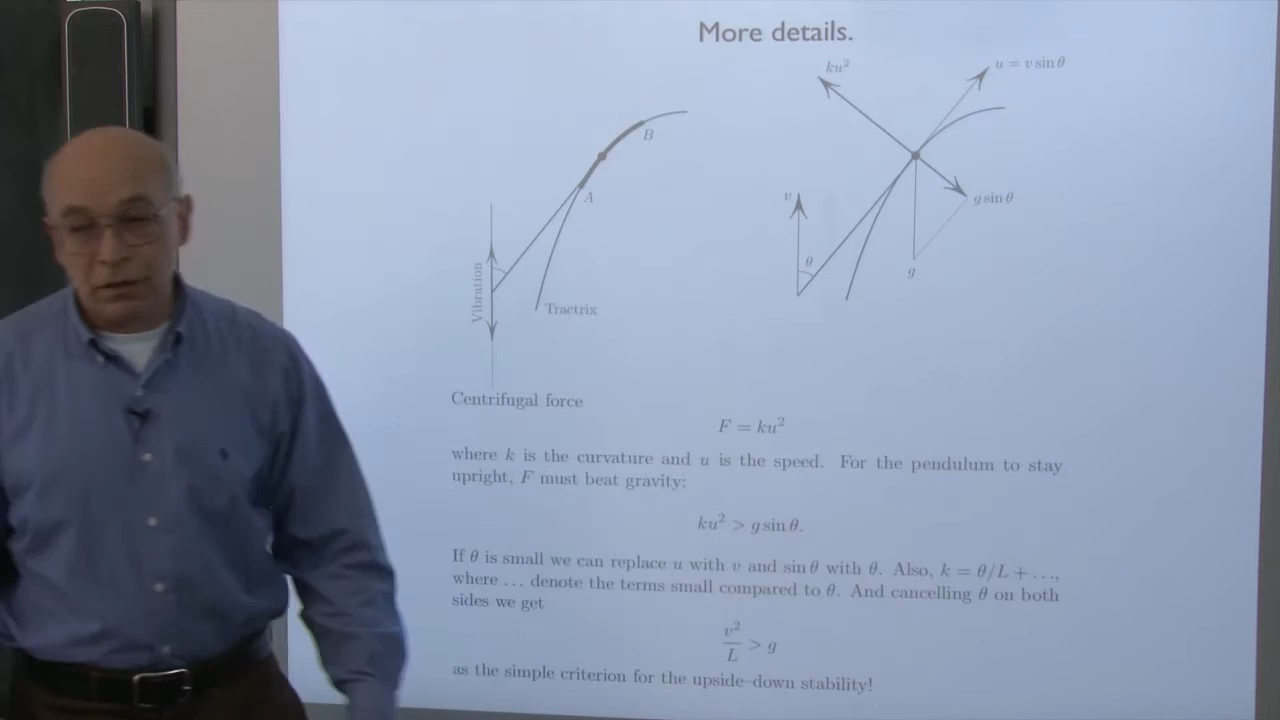 More details.
ku²
u = v sin θ
B
A
v
g sin θ
θ
g
Vibration
Tractrix
Centrifugal force
F = ku²
where k is the curvature and u is the speed. For the pendulum to stay
upright, F must beat gravity:
ku² > g sin θ.
If θ is small we can replace u with v and sin θ with θ. Also, k = θ/L + ...,
where ... denote the terms small compared to θ. And cancelling θ on both
sides we get
v²/L > g
as the simple criterion for the upside-down stability!